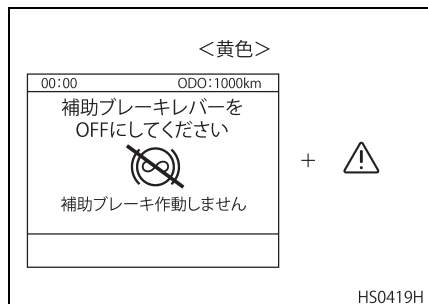 ＜黄色＞
00:00 ODO:1000km
補助ブレーキレバーを
OFFにしてください
補助ブレーキ作動しません
+
HS0419H